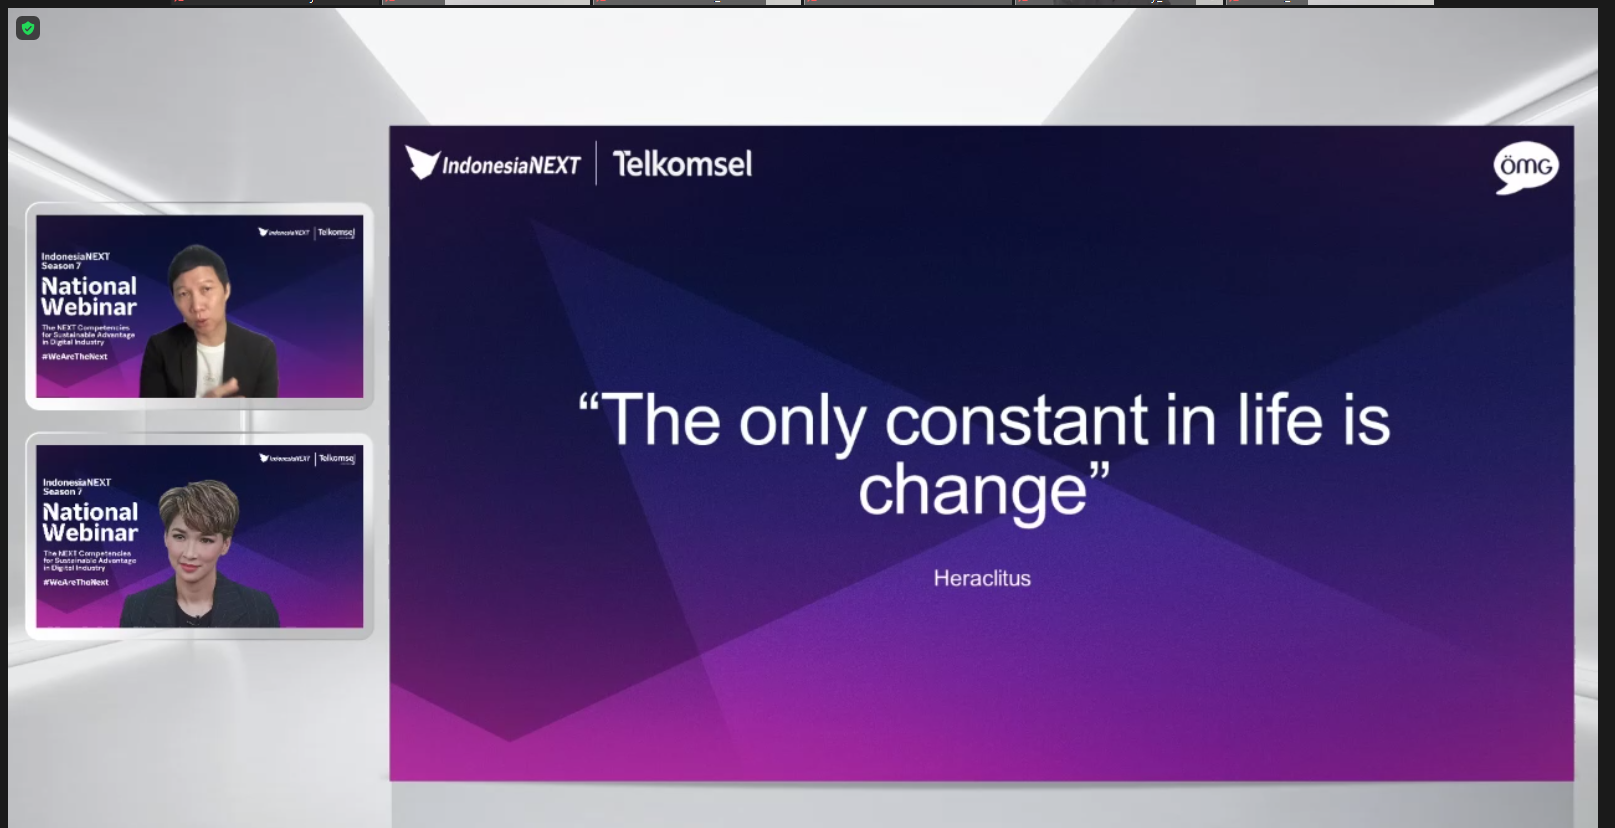 IndonesiaNEXT | Telkomsel
ömG
IndonesiaNEXT | Telkomsel
IndonesiaNEXT
Season 7
National
Webinar
The NEXT Competencies
for Sustainable Advantage
in Digital Industry
#WeAreTheNext
IndonesiaNEXT | Telkomsel
IndonesiaNEXT
Season 7
National
Webinar
The NEXT Competencies
for Sustainable Advantage
in Digital Industry
#WeAreTheNext
“The only constant in life is
change”
Heraclitus